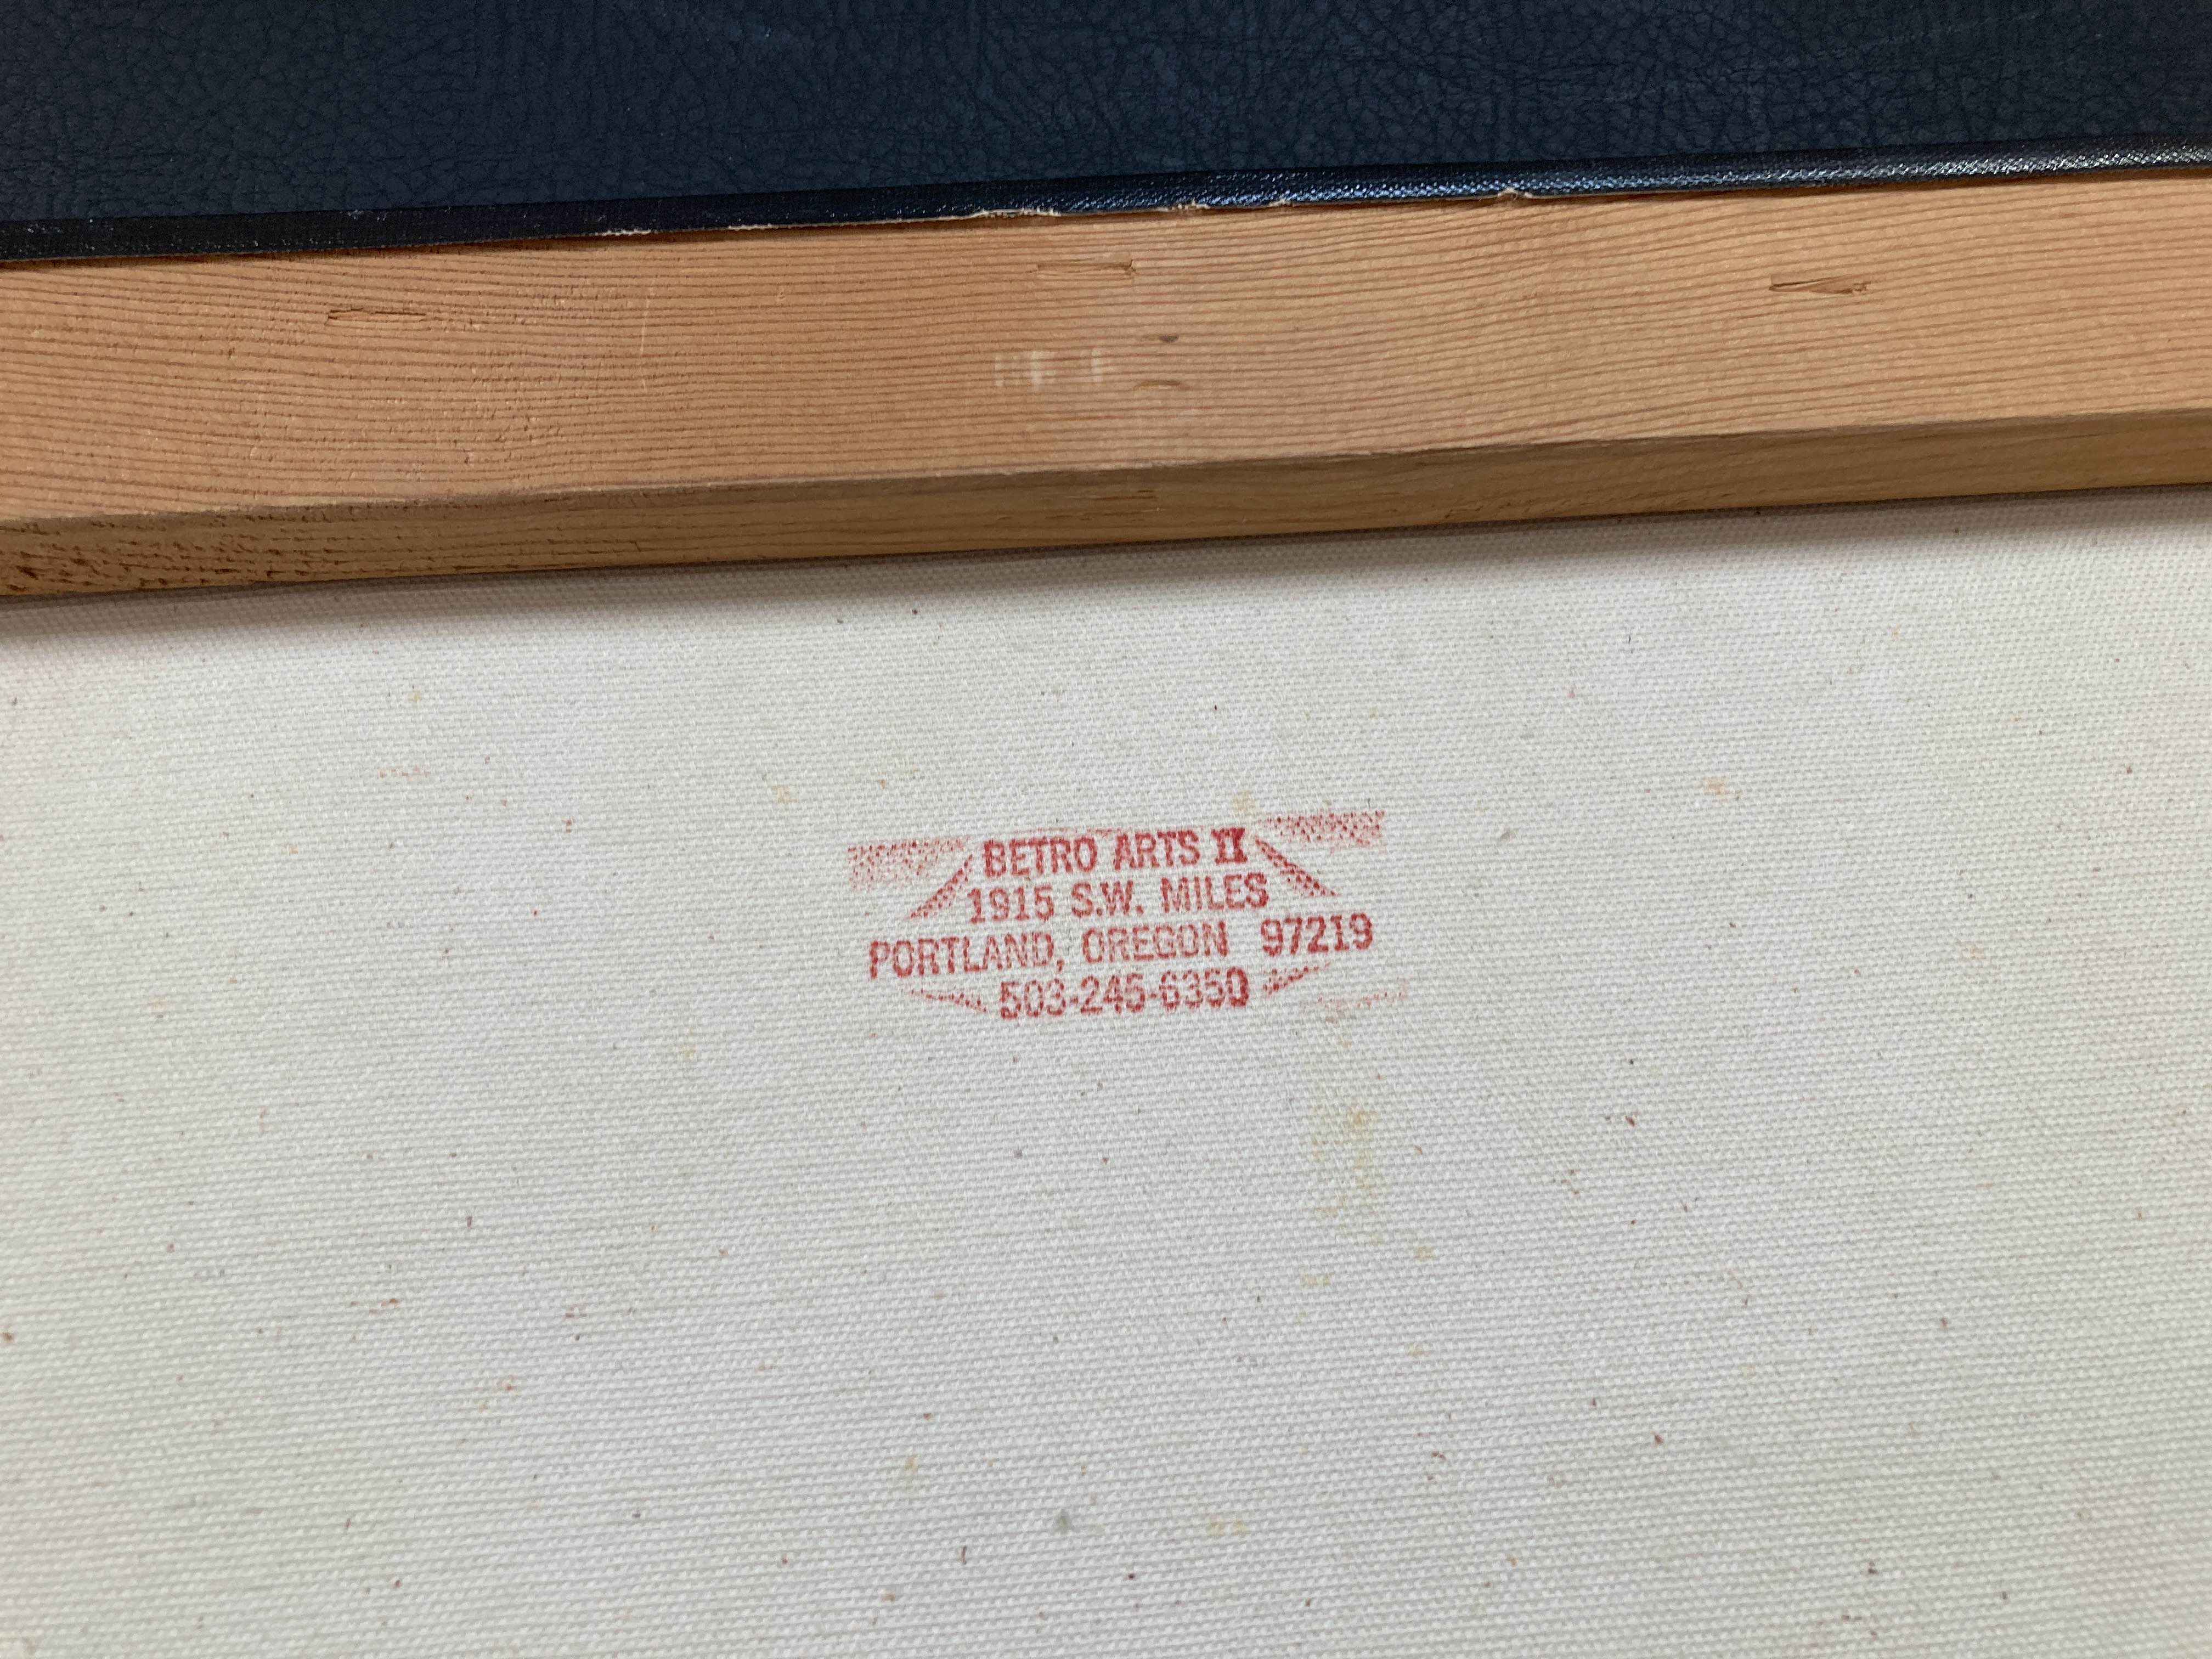 BETRO ARTS II
1915 S.W. MILES
PORTLAND, OREGON 97219
503-245-6350